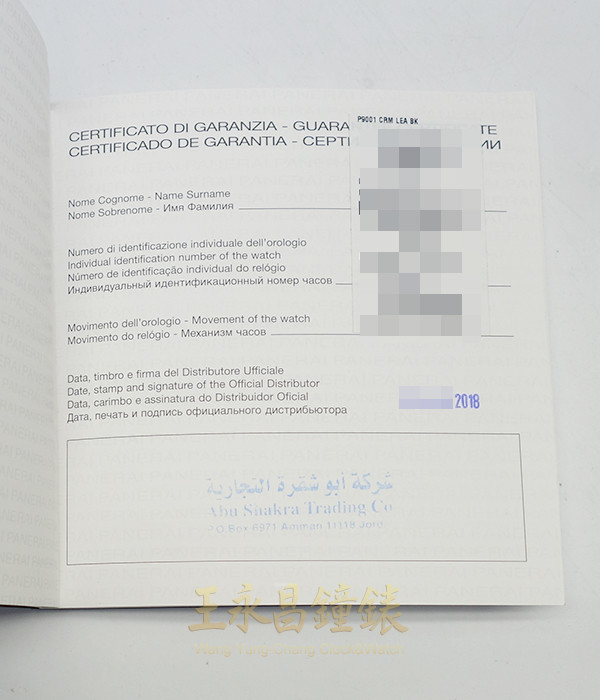 P9001 CRM LEA BK
CERTIFICATO DI GARANZIA - GUARA
CERTIFICADO DE GARANTIA - СЕРТИ
Nome Cognome - Name Surname
Nome Sobrenome - Имя Фамилия
Numero di identificazione individuale dell'orologio
Individual identification number of the watch
Número de identificação individual do relógio
Индивидуальный идентификационный номер часов
Movimento dell'orologio - Movement of the watch
Movimento do relógio - Механизм часов
Data, timbro e firma del Distributore Ufficiale
Date, stamp and signature of the Official Distributor
Data, carimbo e assinatura do Distribuidor Oficial
Дата, печать и подпись официального дистрибьютора
2018
شركة أبو شقرة التجارية
Abu Shakra Trading Co
P.O.Box 6971 Amman 11118 Jord
王永昌鐘錶